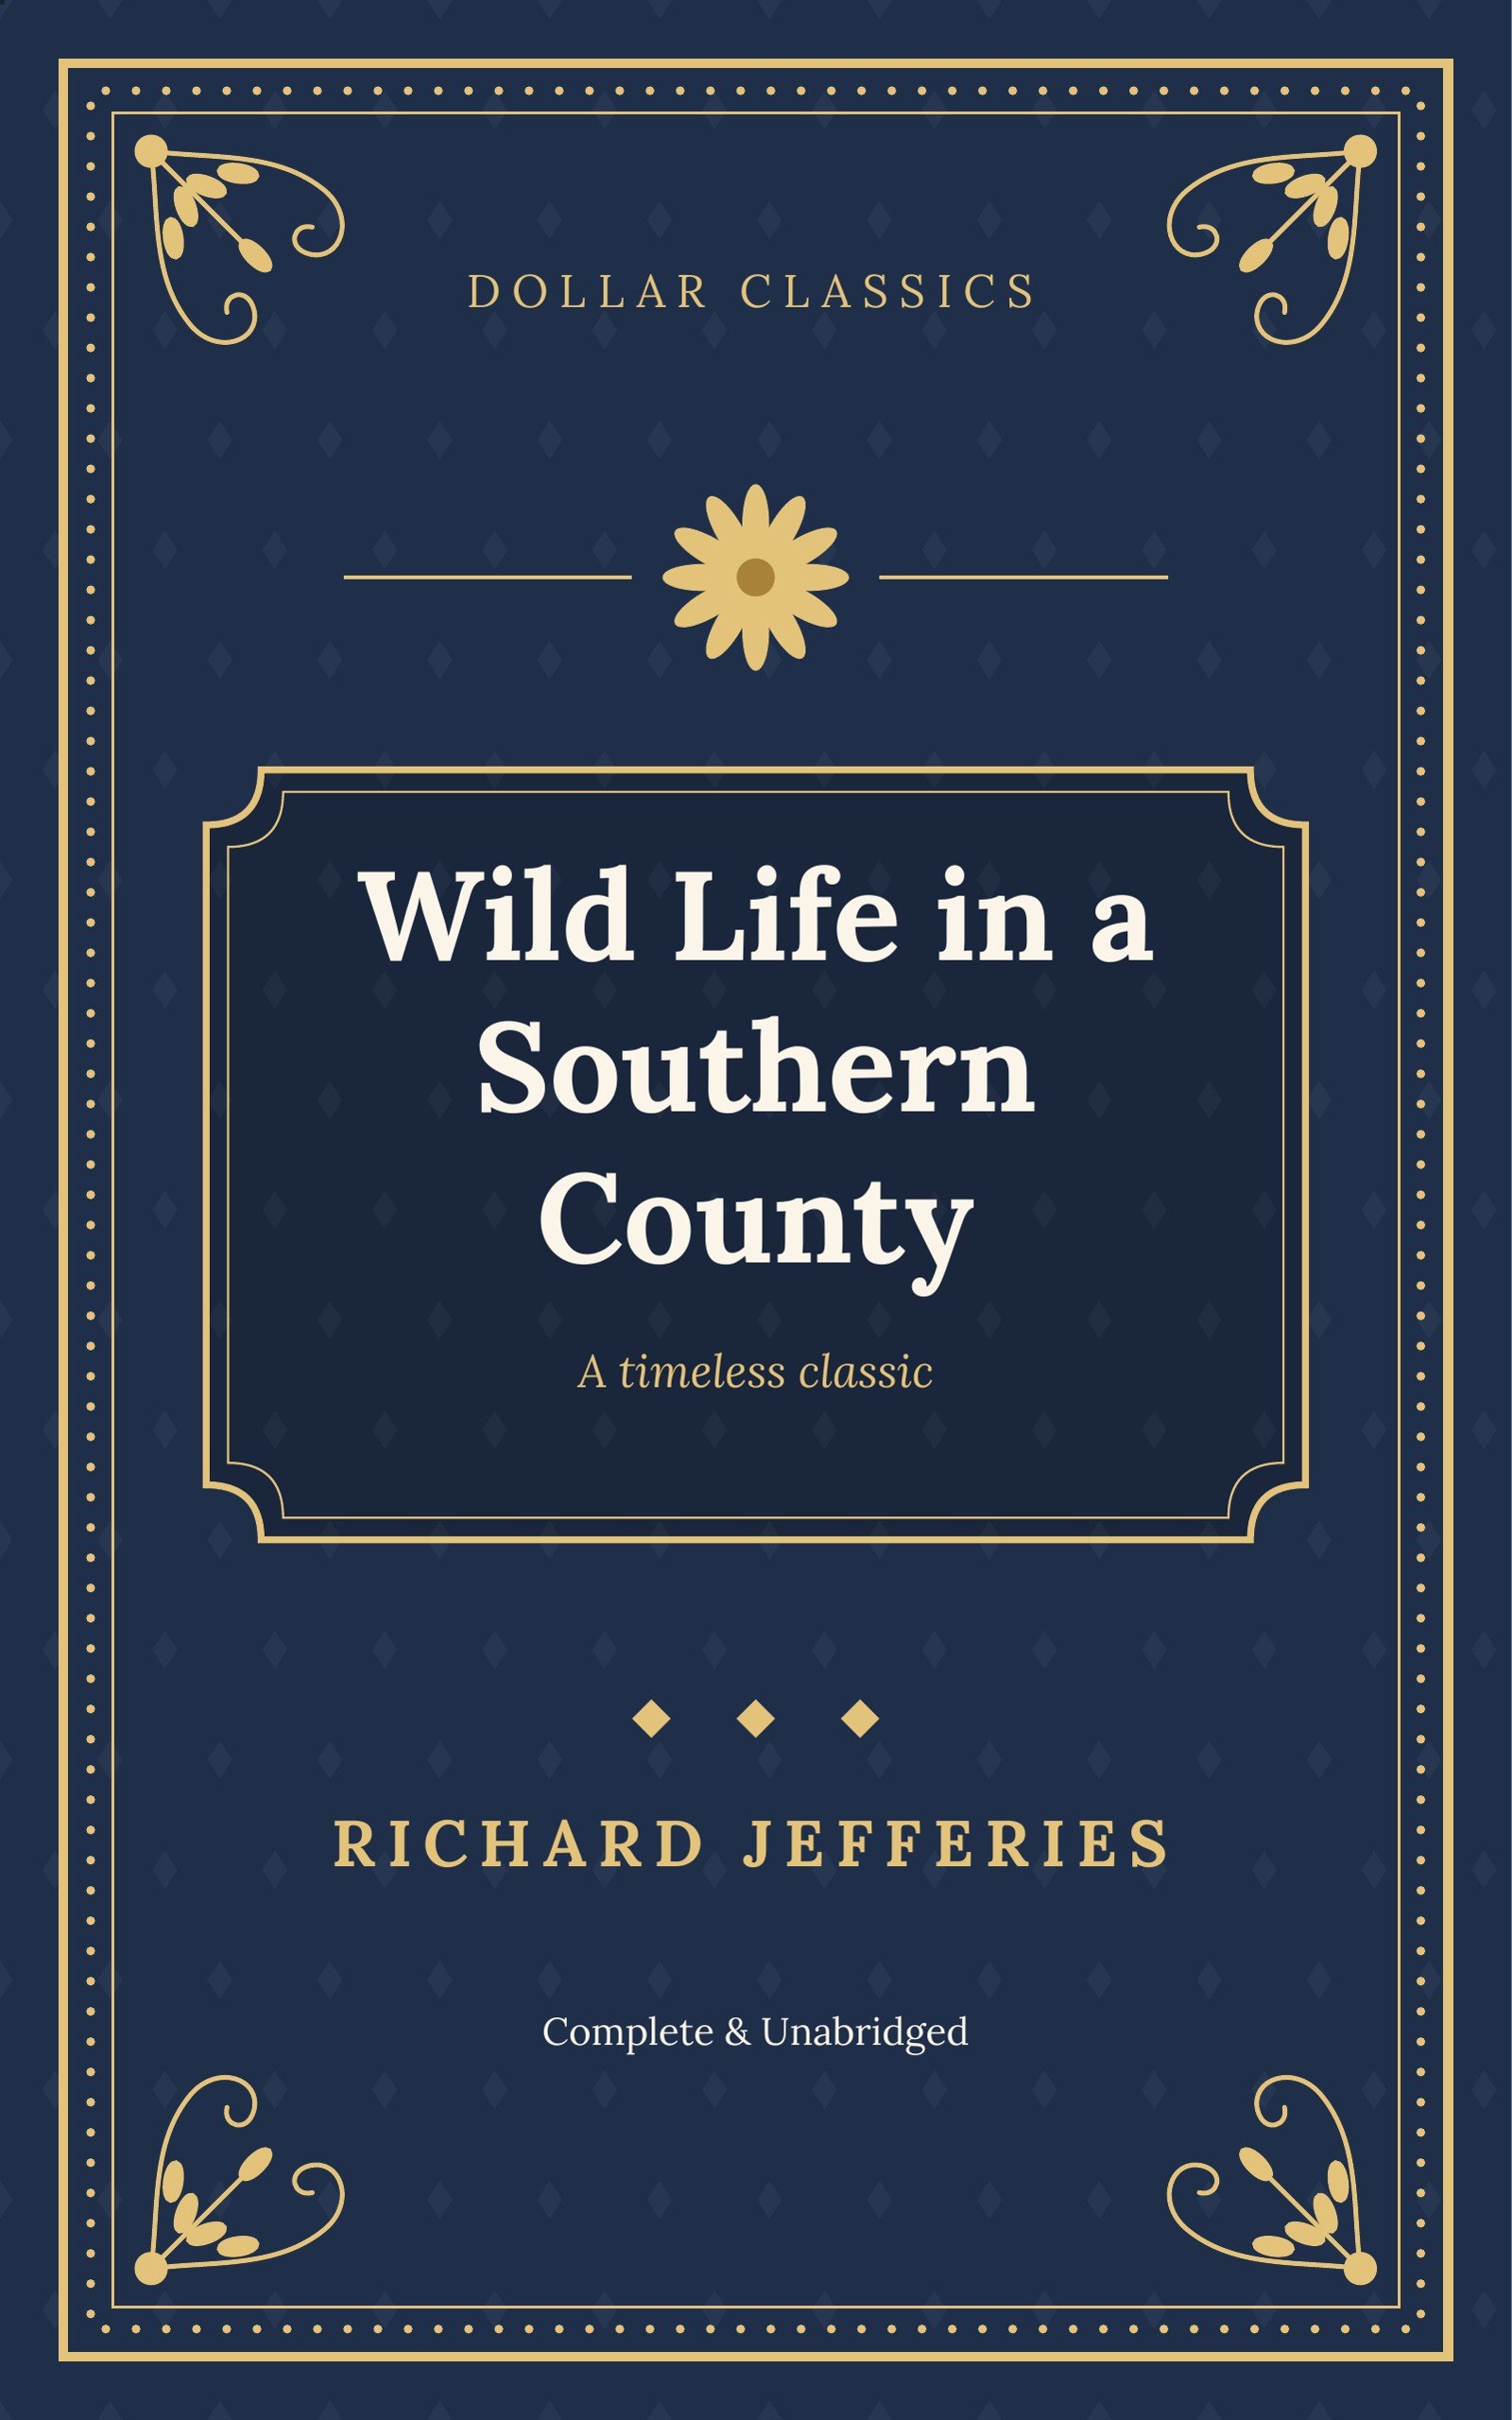 DOLLAR CLASSICS
Wild Life in a
Southern
County
A timeless classic
RICHARD JEFFERIES
Complete & Unabridged